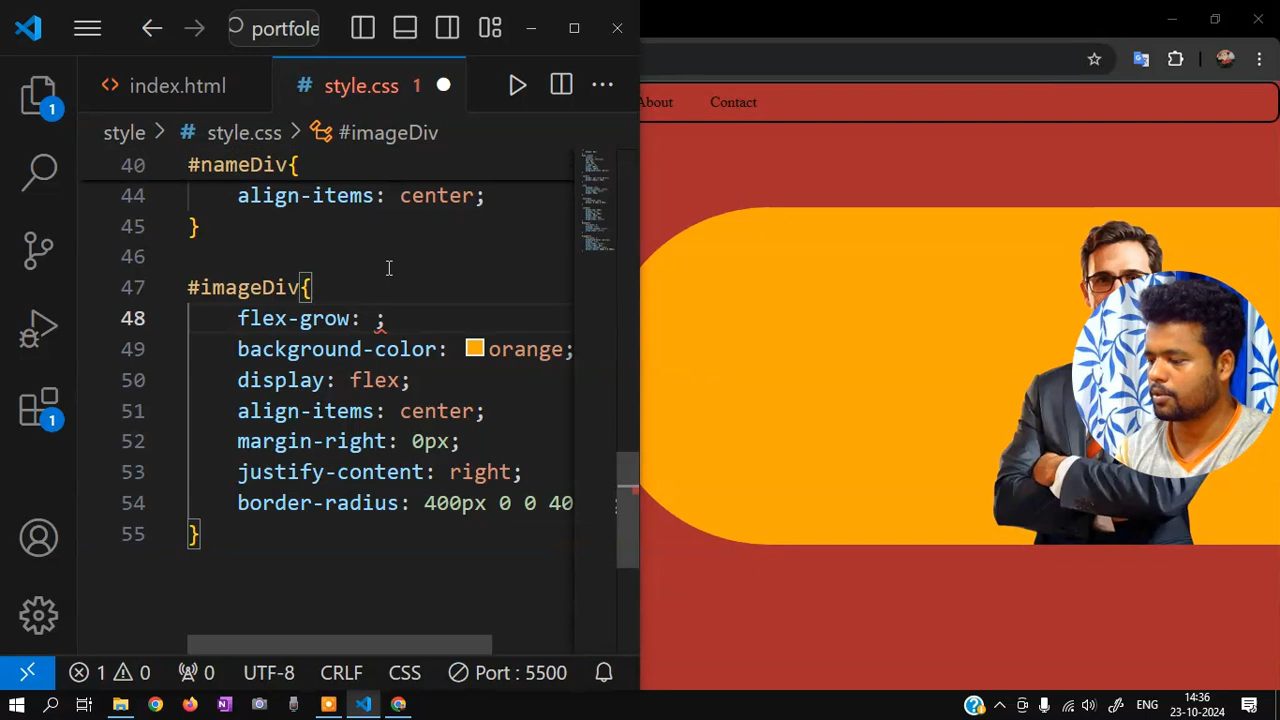 portfole
index.html
# style.css 1
style > # style.css > #imageDiv
40 #nameDiv{
44 align-items: center;
45 }
46
47 #imageDiv{
48 flex-grow: ;
49 background-color: orange;
50 display: flex;
51 align-items: center;
52 margin-right: 0px;
53 justify-content: right;
54 border-radius: 400px 0 0 40
55 }
1
1
1 0 0 UTF-8 CRLF CSS Port : 5500
About Contact
ENG 14:36
23-10-2024